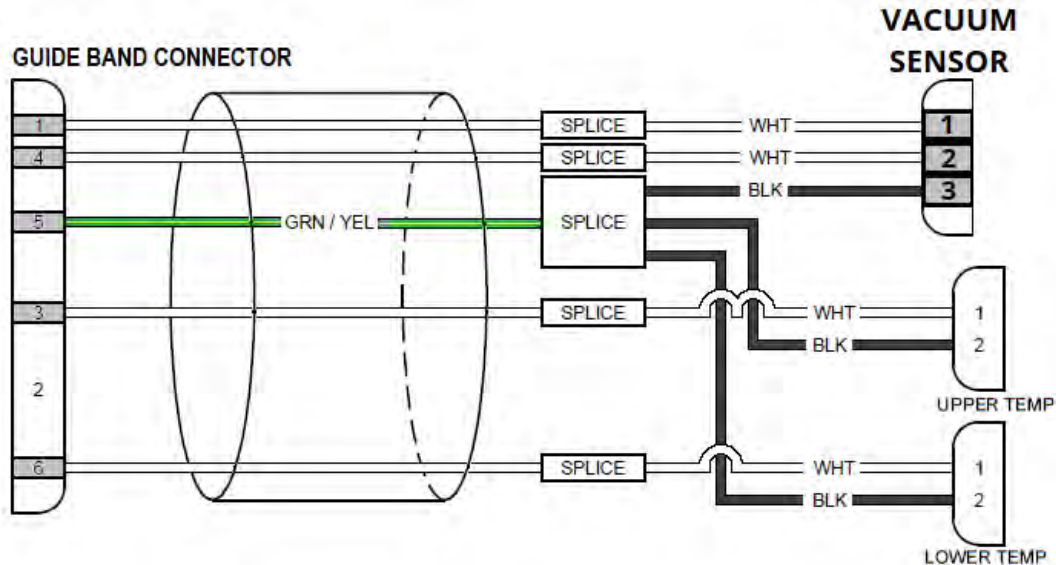 VACUUM
SENSOR
GUIDE BAND CONNECTOR
1 SPLICE WHT 1
4 SPLICE WHT 2
BLK 3
5 GRN / YEL SPLICE
3 SPLICE WHT 1
BLK 2
2
UPPER TEMP
6 SPLICE WHT 1
BLK 2
LOWER TEMP